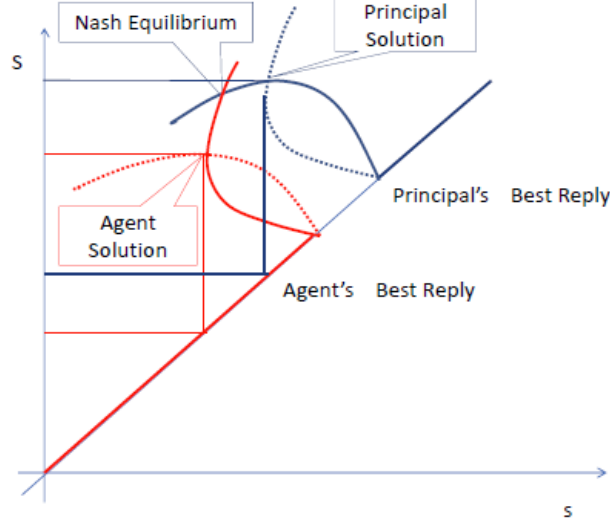 Nash Equilibrium
Principal
Solution
S
Principal's Best Reply
Agent
Solution
Agent's Best Reply
s